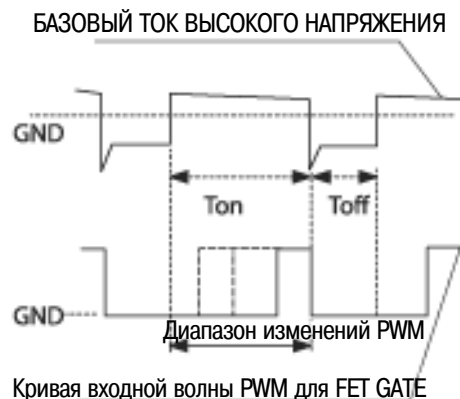 БАЗОВЫЙ ТОК ВЫСОКОГО НАПРЯЖЕНИЯ
GND
Ton
Toff
GND
Диапазон изменений PWM
Кривая входной волны PWM для FET GATE